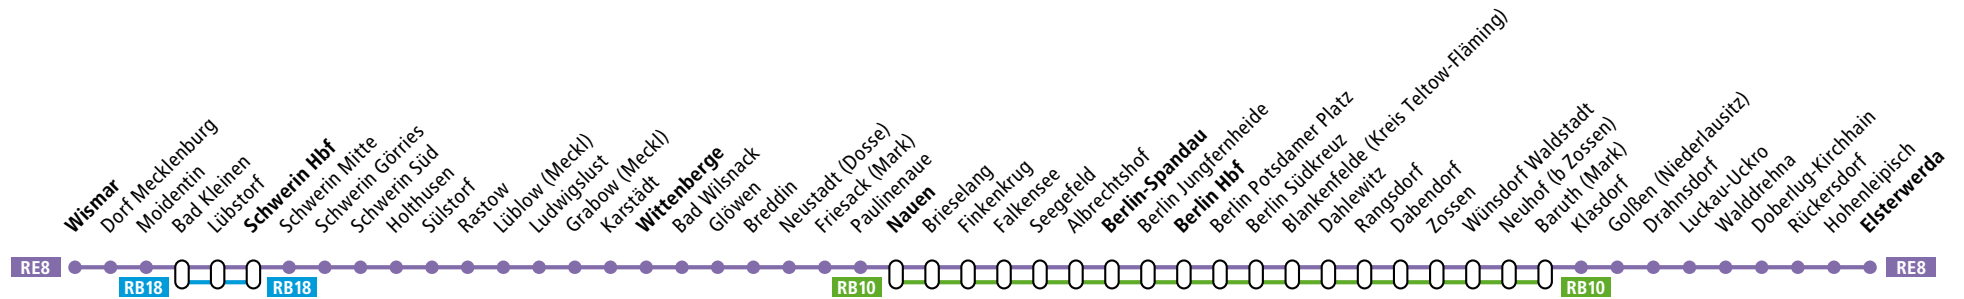 Wismar
Dorf Mecklenburg
Moidentin
Bad Kleinen
Lübstorf
Schwerin Hbf
Schwerin Mitte
Schwerin Görries
Schwerin Süd
Holthusen
Sülstorf
Rastow
Lüblow (Meckl)
Ludwigslust
Grabow (Meckl)
Karstädt
Wittenberge
Bad Wilsnack
Glöwen
Breddin
Neustadt (Dosse)
Friesack (Mark)
Paulinenaue
Nauen
Brieselang
Finkenkrug
Falkensee
Seegefeld
Albrechtshof
Berlin-Spandau
Berlin Jungfernheide
Berlin Hbf
Berlin Potsdamer Platz
Berlin Südkreuz
Blankenfelde (Kreis Teltow-Fläming)
Dahlewitz
Rangsdorf
Dabendorf
Zossen
Wünsdorf Waldstadt
Neuhof (b Zossen)
Baruth (Mark)
Klasdorf
Golßen (Niederlausitz)
Drahnsdorf
Luckau-Uckro
Walddrehna
Doberlug-Kirchhain
Rückersdorf
Hohenleipisch
Elsterwerda
RE8
RE8
RB18
RB18
RB10
RB10